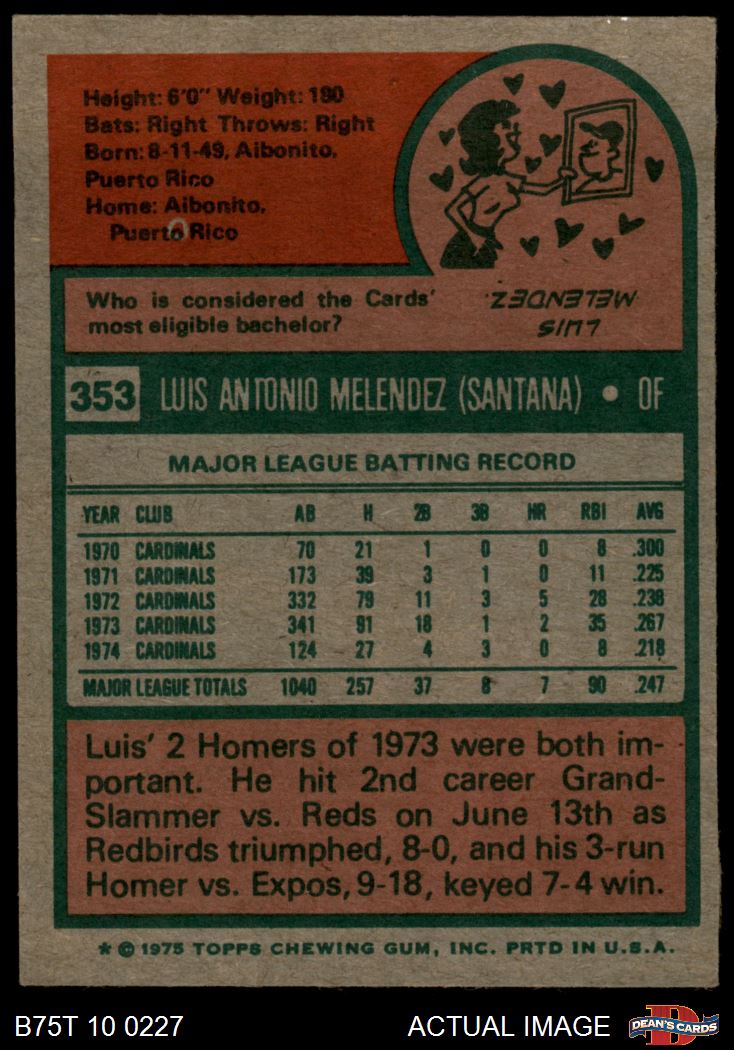 Height: 6'0" Weight: 190
Bats: Right Throws: Right
Born: 8-11-49, Aibonito,
Puerto Rico
Home: Aibonito,
Puerto Rico
Who is considered the Cards'
most eligible bachelor?
LUIS
MELENDEZ
353 LUIS ANTONIO MELENDEZ (SANTANA) • OF
MAJOR LEAGUE BATTING RECORD
YEAR CLUB AB H 2B 3B HR RBI AVG
1970 CARDINALS 70 21 1 0 0 8 .300
1971 CARDINALS 173 39 3 1 0 11 .225
1972 CARDINALS 332 79 11 3 5 28 .238
1973 CARDINALS 341 91 18 1 2 35 .267
1974 CARDINALS 124 27 4 3 0 8 .218
MAJOR LEAGUE TOTALS 1040 257 37 8 7 90 .247
Luis' 2 Homers of 1973 were both im-
portant. He hit 2nd career Grand-
Slammer vs. Reds on June 13th as
Redbirds triumphed, 8-0, and his 3-run
Homer vs. Expos, 9-18, keyed 7-4 win.
* © 1975 TOPPS CHEWING GUM, INC. PRTD IN U.S.A.
B75T 10 0227 ACTUAL IMAGE D DEAN'S CARDS